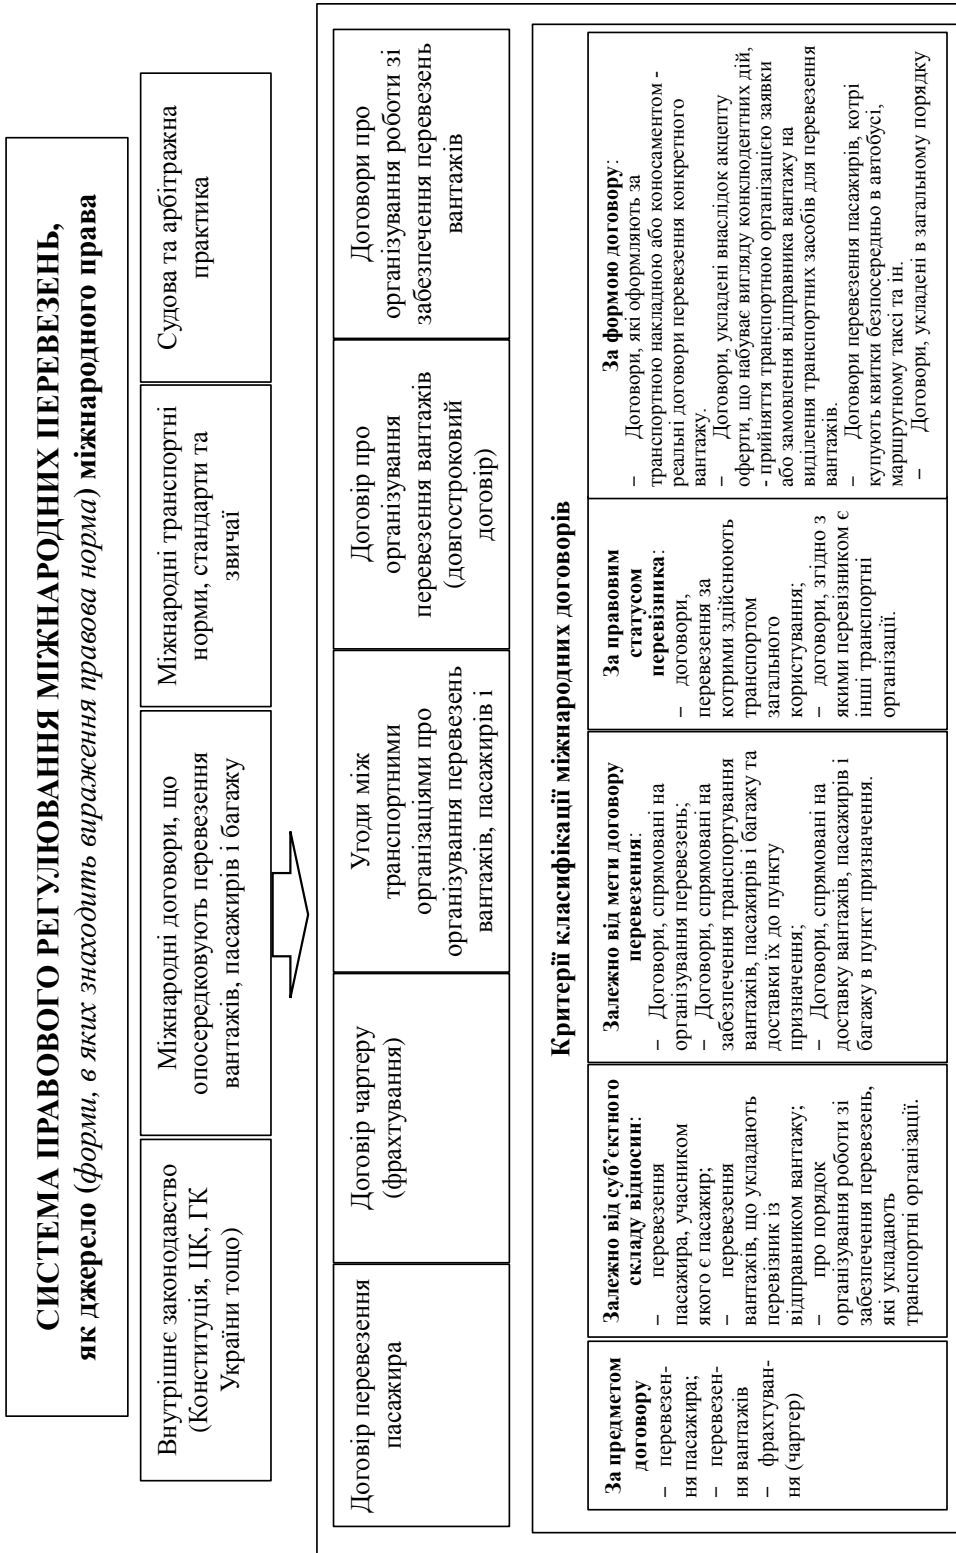 СИСТЕМА ПРАВОВОГО РЕГУЛЮВАННЯ МІЖНАРОДНИХ ПЕРЕВЕЗЕНЬ,
як джерело (форми, в яких знаходить вираження правова норма) міжнародного права
Внутрішнє законодавство
(Конституція, ЦК, ГК
України тощо)
Міжнародні договори, що
опосередковують перевезення
вантажів, пасажирів і багажу
Міжнародні транспортні
норми, стандарти та
звичаї
Судова та арбітражна
практика
Договір перевезення
пасажира
Договір чартеру
(фрахтування)
Угоди між
транспортними
організаціями про
організування перевезень
вантажів, пасажирів і
Договір про
організування
перевезення вантажів
(довгостроковий
договір)
Договори про
організування роботи зі
забезпечення перевезень
вантажів
Критерії класифікації міжнародних договорів
За предметом
договору
– перевезен-
ня пасажира;
– перевезен-
ня вантажів
– фрахтуван-
ня (чартер)
Залежно від суб’єктного
складу відносин:
– перевезення
пасажира, учасником
якого є пасажир;
– перевезення
вантажів, що укладають
перевізник із
відправником вантажу;
– про порядок
організування роботи зі
забезпечення перевезень,
які укладають
транспортні організації.
Залежно від мети договору
перевезення:
– Договори, спрямовані на
організування перевезень;
– Договори, спрямовані на
забезпечення транспортування
вантажів, пасажирів і багажу та
доставки їх до пункту
призначення;
– Договори, спрямовані на
доставку вантажів, пасажирів і
багажу в пункт призначення.
За правовим
статусом
перевізника:
– договори,
перевезення за
котрими здійснюють
транспортом
загального
користування;
– договори, згідно з
якими перевізником є
інші транспортні
організації.
За формою договору:
– Договори, які оформляють за
транспортною накладною або коносаментом -
реальні договори перевезення конкретного
вантажу.
– Договори, укладені внаслідок акцепту
оферти, що набуває вигляду конклюдентних дій,
- прийняття транспортною організацією заявки
або замовлення відправника вантажу на
виділення транспортних засобів для перевезення
вантажів.
– Договори перевезення пасажирів, котрі
купують квитки безпосередньо в автобусі,
маршрутному таксі та ін.
– Договори, укладені в загальному порядку